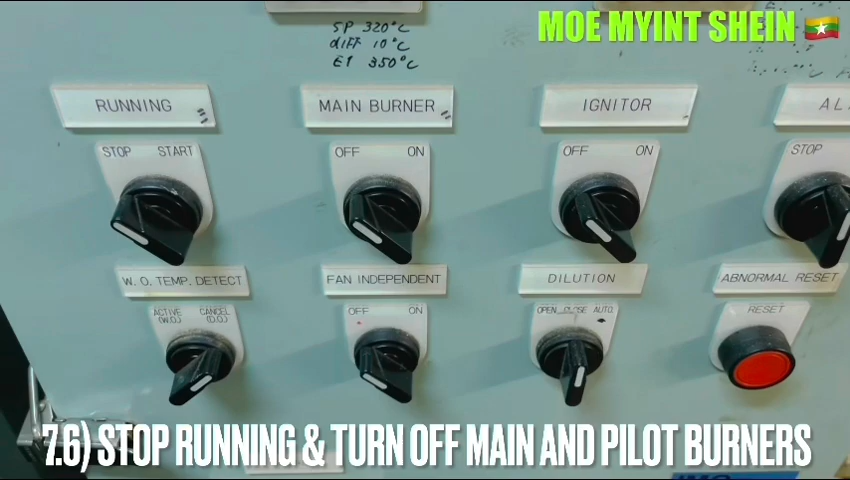 MOE MYINT SHEIN
SP 320°C
diff 10°C
ET 350°C
RUNNING
MAIN BURNER
IGNITOR
STOP START
OFF ON
OFF ON
STOP
W. O. TEMP. DETECT
FAN INDEPENDENT
DILUTION
ABNORMAL RESET
ACTIVE (W.O.)
CANCEL (D.O.)
OFF ON
OPEN CLOSE AUTO
RESET
7.6) STOP RUNNING & TURN OFF MAIN AND PILOT BURNERS